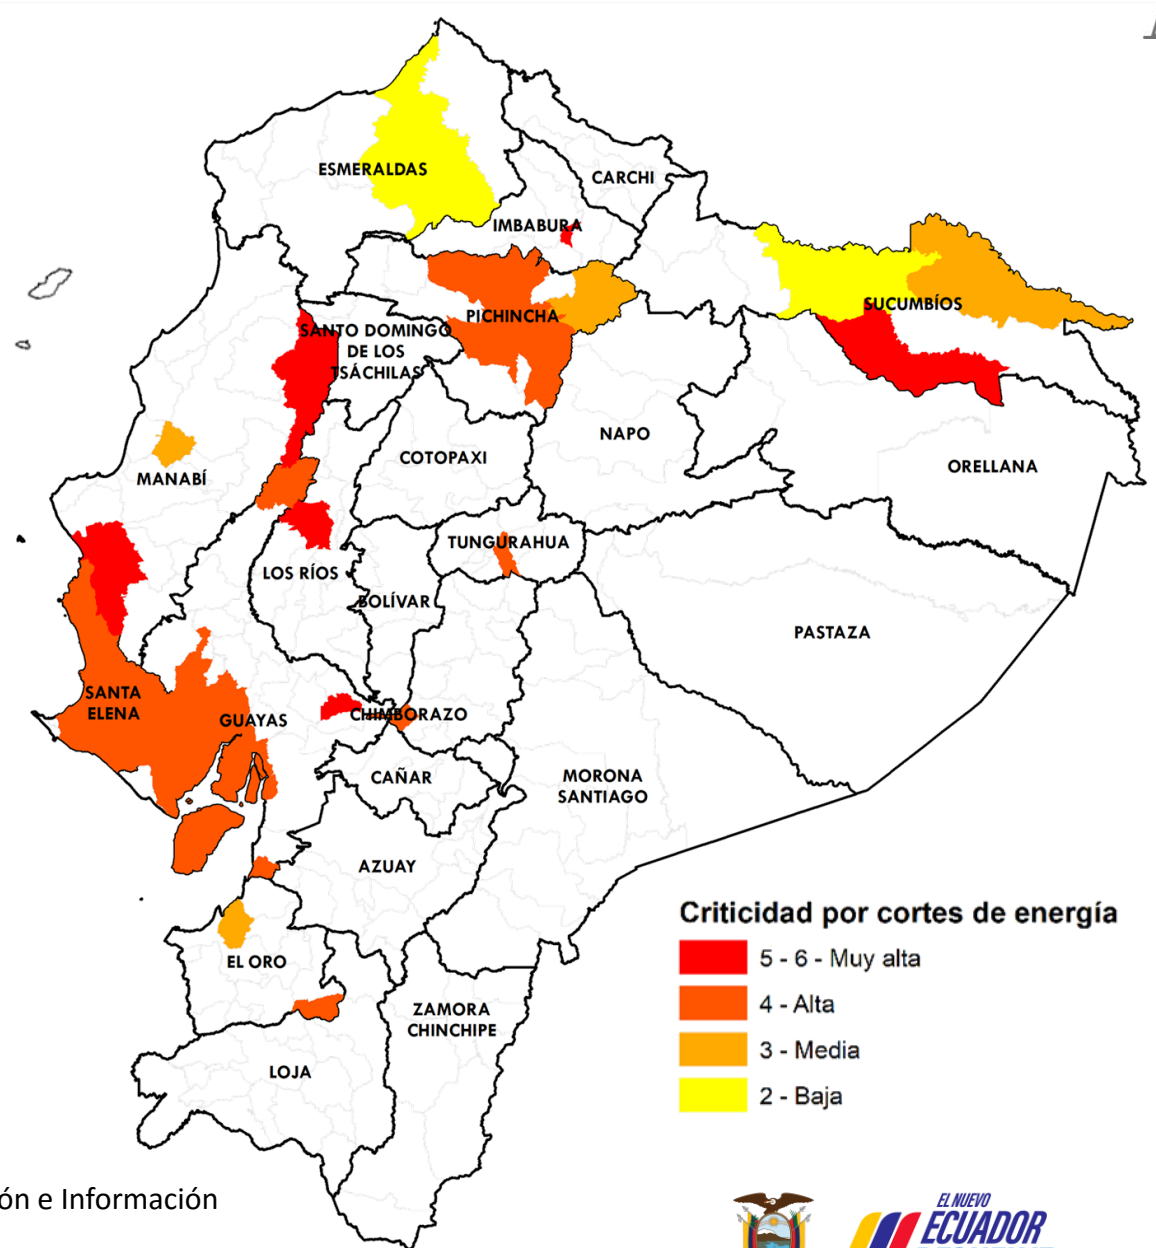 ESMERALDAS
CARCHI
IMBABURA
SUCUMBÍOS
PICHINCHA
SANTO DOMINGO
DE LOS
TSÁCHILAS
NAPO
COTOPAXI
ORELLANA
MANABÍ
TUNGURAHUA
LOS RÍOS
BOLÍVAR
PASTAZA
SANTA
ELENA
GUAYAS
CHIMBORAZO
CAÑAR
MORONA
SANTIAGO
AZUAY
EL ORO
ZAMORA
CHINCHIPE
LOJA
Criticidad por cortes de energía
5 - 6 - Muy alta
4 - Alta
3 - Media
2 - Baja
ón e Información
EL NUEVO
ECUADOR